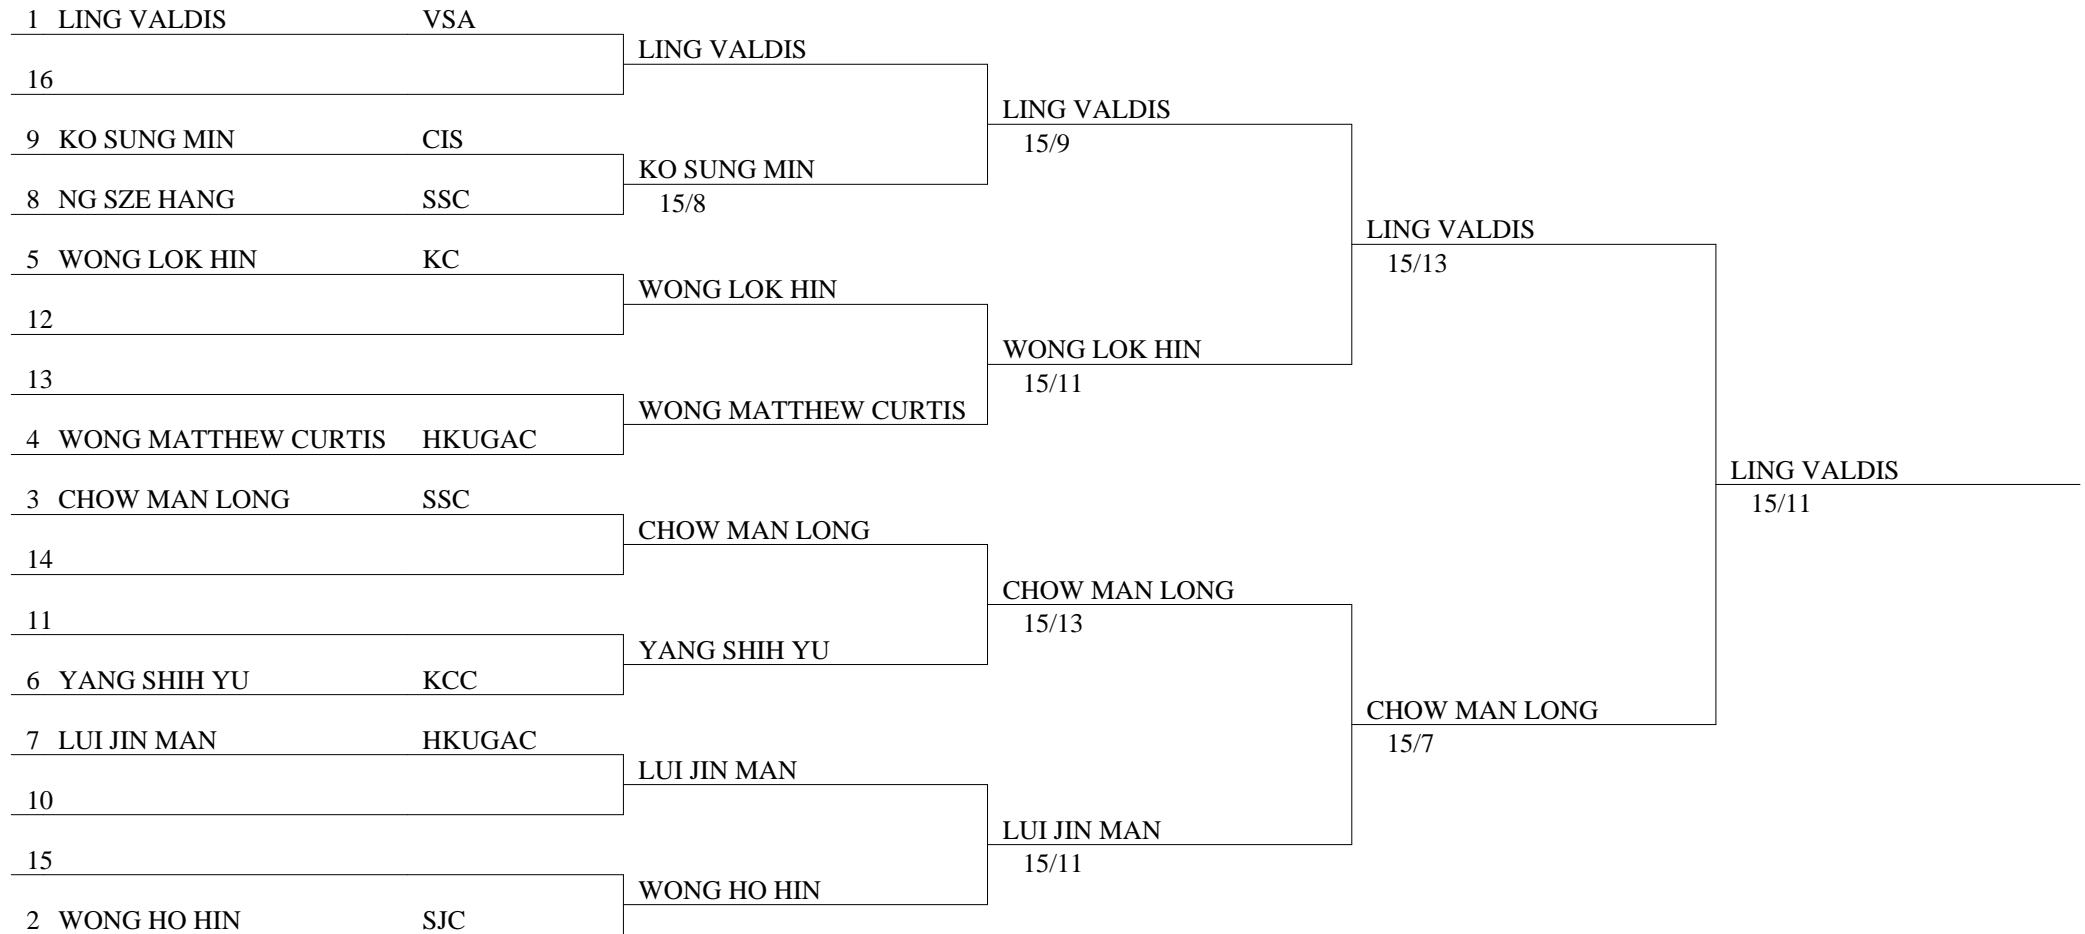 1 LING VALDIS VSA
LING VALDIS
16
LING VALDIS
9 KO SUNG MIN CIS
15/9
KO SUNG MIN
8 NG SZE HANG SSC
15/8
LING VALDIS
5 WONG LOK HIN KC
15/13
WONG LOK HIN
12
WONG LOK HIN
13
15/11
WONG MATTHEW CURTIS
4 WONG MATTHEW CURTIS HKUGAC
LING VALDIS
3 CHOW MAN LONG SSC
15/11
CHOW MAN LONG
14
CHOW MAN LONG
11
15/13
YANG SHIH YU
6 YANG SHIH YU KCC
CHOW MAN LONG
7 LUI JIN MAN HKUGAC
15/7
LUI JIN MAN
10
LUI JIN MAN
15
15/11
WONG HO HIN
2 WONG HO HIN SJC